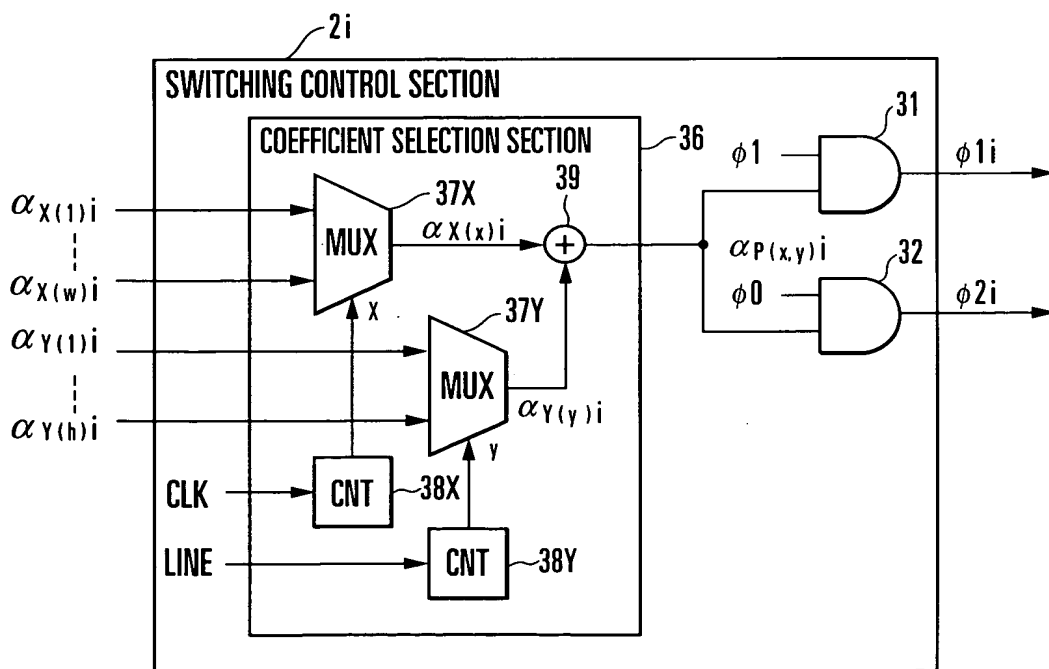 2i
SWITCHING CONTROL SECTION
COEFFICIENT SELECTION SECTION
36
31
ϕ1
ϕ1i
37X
39
αX(1)i
MUX
αX(x)i
+
αP(x,y)i
32
αX(w)i
X
ϕ0
ϕ2i
37Y
αY(1)i
MUX
αY(y)i
αY(h)i
y
CLK
CNT
38X
LINE
CNT
38Y